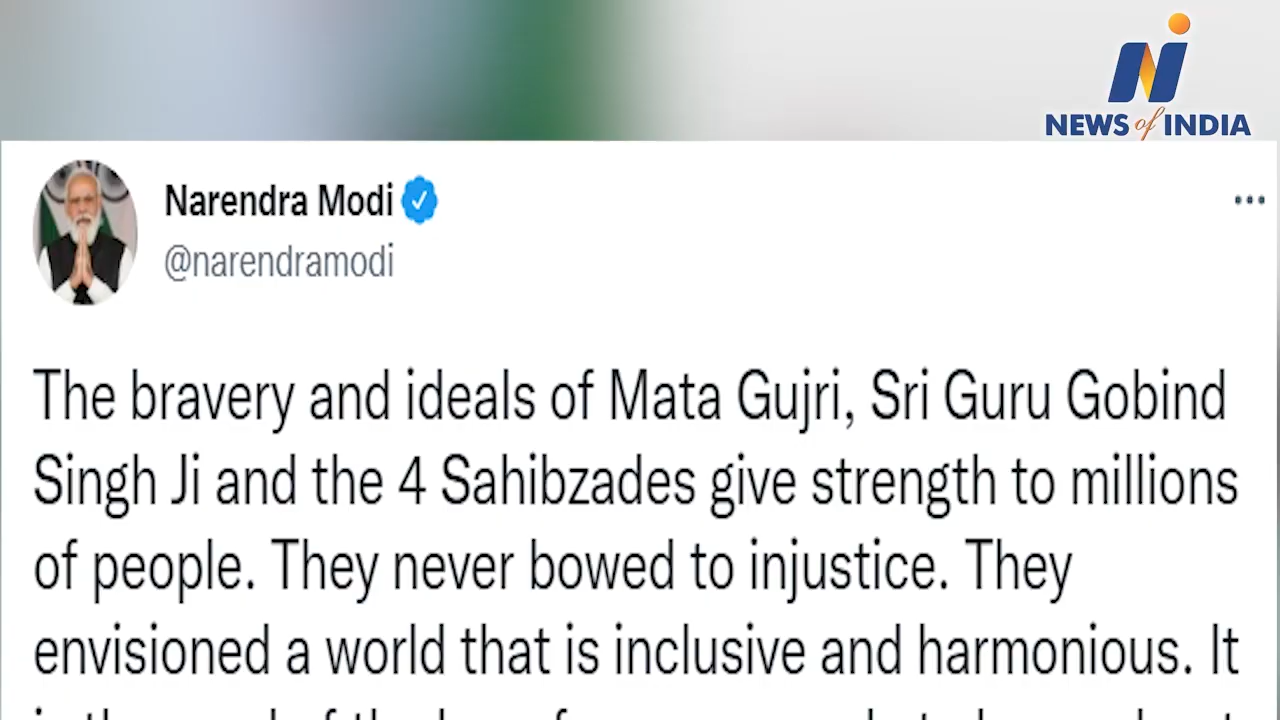 NEWS of INDIA
Narendra Modi
@narendramodi
The bravery and ideals of Mata Gujri, Sri Guru Gobind
Singh Ji and the 4 Sahibzades give strength to millions
of people. They never bowed to injustice. They
envisioned a world that is inclusive and harmonious. It